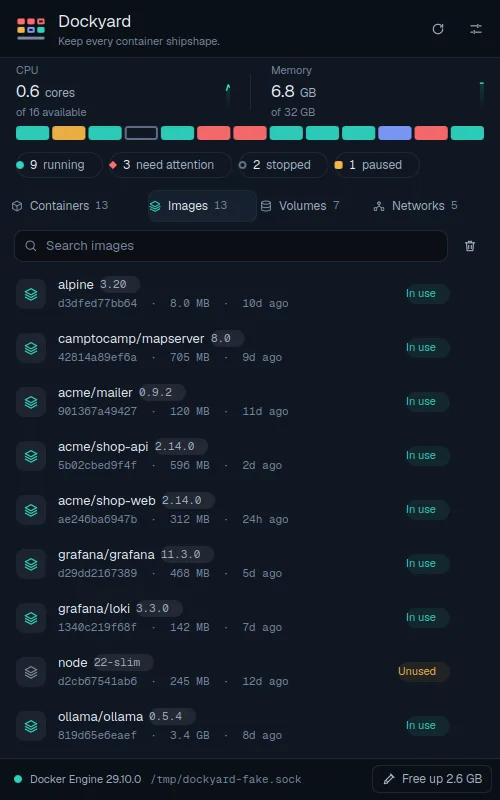 Dockyard
Keep every container shipshape.
CPU
0.6 cores
of 16 available
Memory
6.8 GB
of 32 GB
9 running
3 need attention
2 stopped
1 paused
Containers 13
Images 13
Volumes 7
Networks 5
Search images
alpine 3.20
d3dfed77bb64 · 8.0 MB · 10d ago
In use
camptocamp/mapserver 8.0
42814a89ef6a · 705 MB · 9d ago
In use
acme/mailer 0.9.2
901367a49427 · 120 MB · 11d ago
In use
acme/shop-api 2.14.0
5b02cbed9f4f · 596 MB · 2d ago
In use
acme/shop-web 2.14.0
ae246ba6947b · 312 MB · 24h ago
In use
grafana/grafana 11.3.0
d29dd2167389 · 468 MB · 5d ago
In use
grafana/loki 3.3.0
1340c219f68f · 142 MB · 7d ago
In use
node 22-slim
d2cb67541ab6 · 245 MB · 12d ago
Unused
ollama/ollama 0.5.4
819d65e6eaef · 3.4 GB · 8d ago
In use
Docker Engine 29.10.0 /tmp/dockyard-fake.sock
Free up 2.6 GB